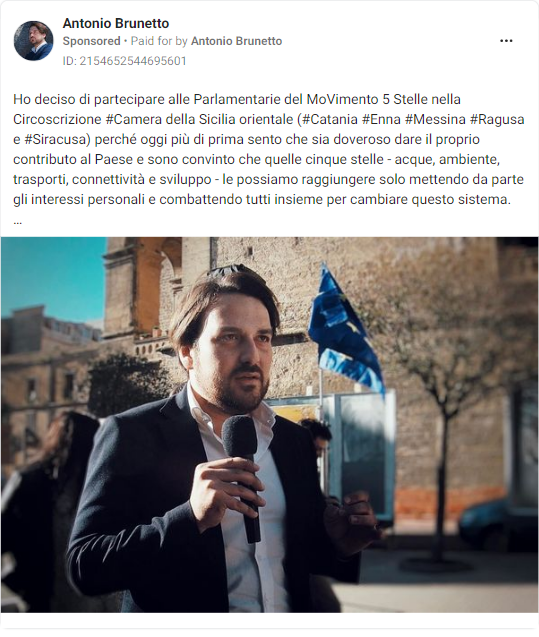 Antonio Brunetto
Sponsored • Paid for by Antonio Brunetto
ID: 2154652544695601
Ho deciso di partecipare alle Parlamentarie del MoVimento 5 Stelle nella
Circoscrizione #Camera della Sicilia orientale (#Catania #Enna #Messina #Ragusa
e #Siracusa) perché oggi più di prima sento che sia doveroso dare il proprio
contributo al Paese e sono convinto che quelle cinque stelle - acque, ambiente,
trasporti, connettività e sviluppo - le possiamo raggiungere solo mettendo da parte
gli interessi personali e combattendo tutti insieme per cambiare questo sistema.
...